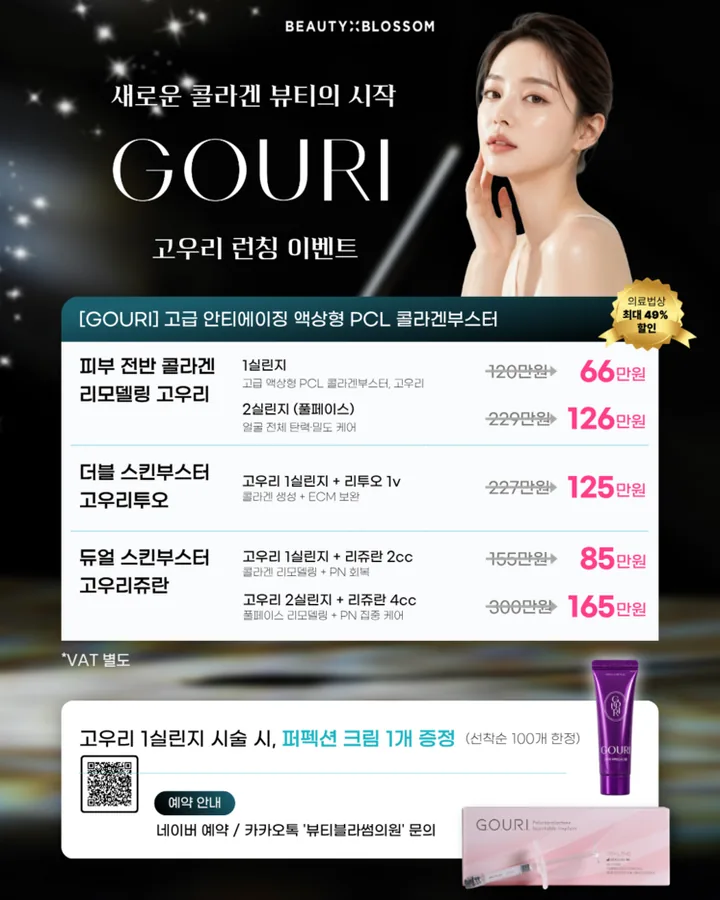 BEAUTY BLOSSOM
새로운 콜라겐 뷰티의 시작
GOURI
고우리 런칭 이벤트
의료법상
최대 49%
할인
[GOURI] 고급 안티에이징 액상형 PCL 콜라겐부스터
피부 전반 콜라겐
리모델링 고우리
1실린지 120만원 66만원
고급 액상형 PCL 콜라겐부스터, 고우리
2실린지 (풀페이스) 229만원 126만원
얼굴 전체 탄력·밀도 케어
더블 스킨부스터
고우리투오
고우리 1실린지 + 리투오 1v 227만원 125만원
콜라겐 생성 + ECM 보완
듀얼 스킨부스터
고우리쥬란
고우리 1실린지 + 리쥬란 2cc 155만원 85만원
콜라겐 리모델링 + PN 회복
고우리 2실린지 + 리쥬란 4cc 300만원 165만원
풀페이스 리모델링 + PN 집중 케어
*VAT 별도
고우리 1실린지 시술 시, 퍼펙션 크림 1개 증정 (선착순 100개 한정)
예약 안내
네이버 예약 / 카카오톡 '뷰티블라썸의원' 문의
GOURI
GOURI